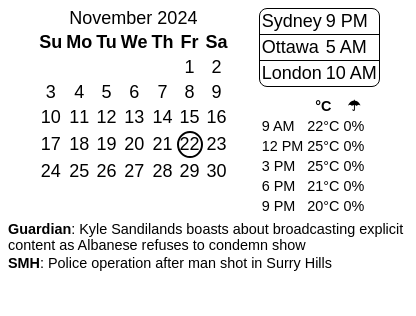 November 2024
Su Mo Tu We Th Fr Sa
1 2
3 4 5 6 7 8 9
10 11 12 13 14 15 16
17 18 19 20 21 22 23
24 25 26 27 28 29 30
Sydney 9 PM
Ottawa 5 AM
London 10 AM
°C ☂
9 AM 22°C 0%
12 PM 25°C 0%
3 PM 25°C 0%
6 PM 21°C 0%
9 PM 20°C 0%
Guardian: Kyle Sandilands boasts about broadcasting explicit
content as Albanese refuses to condemn show
SMH: Police operation after man shot in Surry Hills